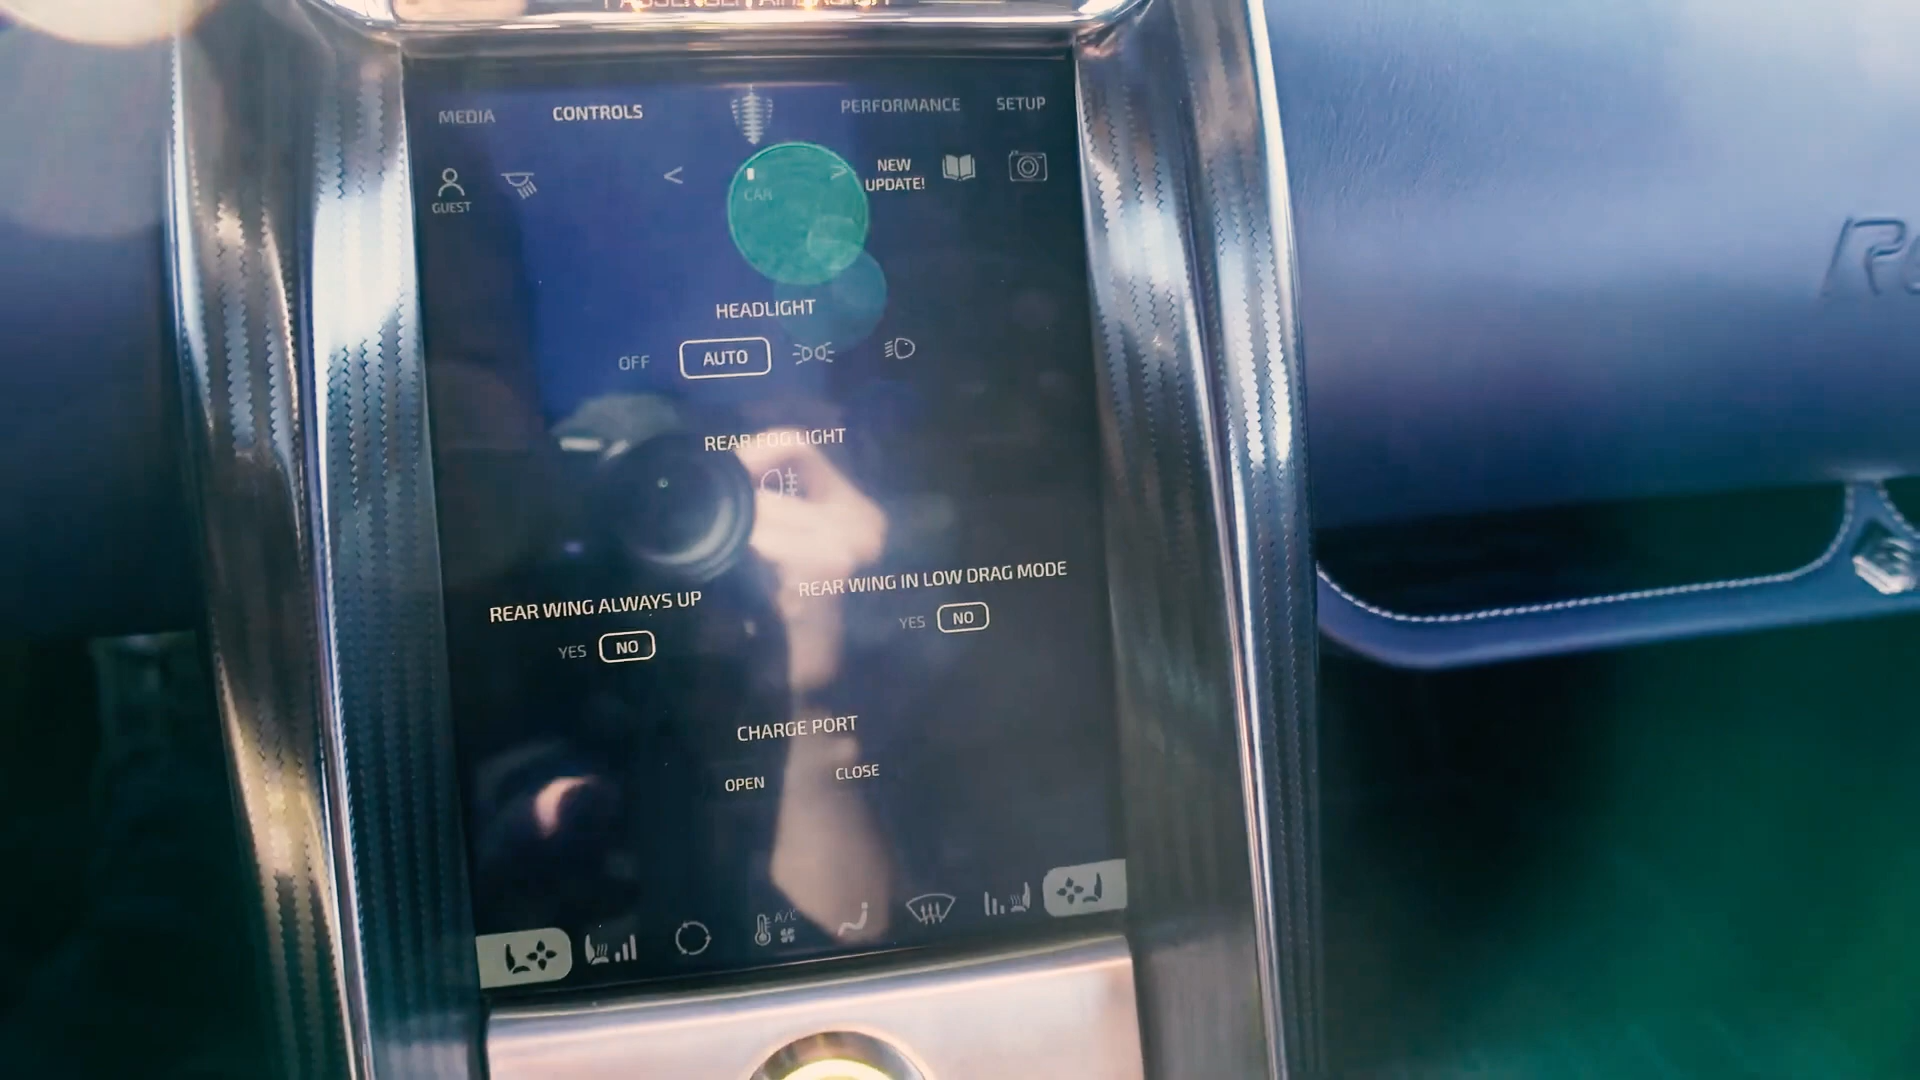 MEDIA CONTROLS PERFORMANCE SETUP
GUEST < CAR > NEW
UPDATE!
HEADLIGHT
OFF AUTO
REAR FOG LIGHT
REAR WING ALWAYS UP
YES NO
REAR WING IN LOW DRAG MODE
YES NO
CHARGE PORT
OPEN CLOSE
A/C